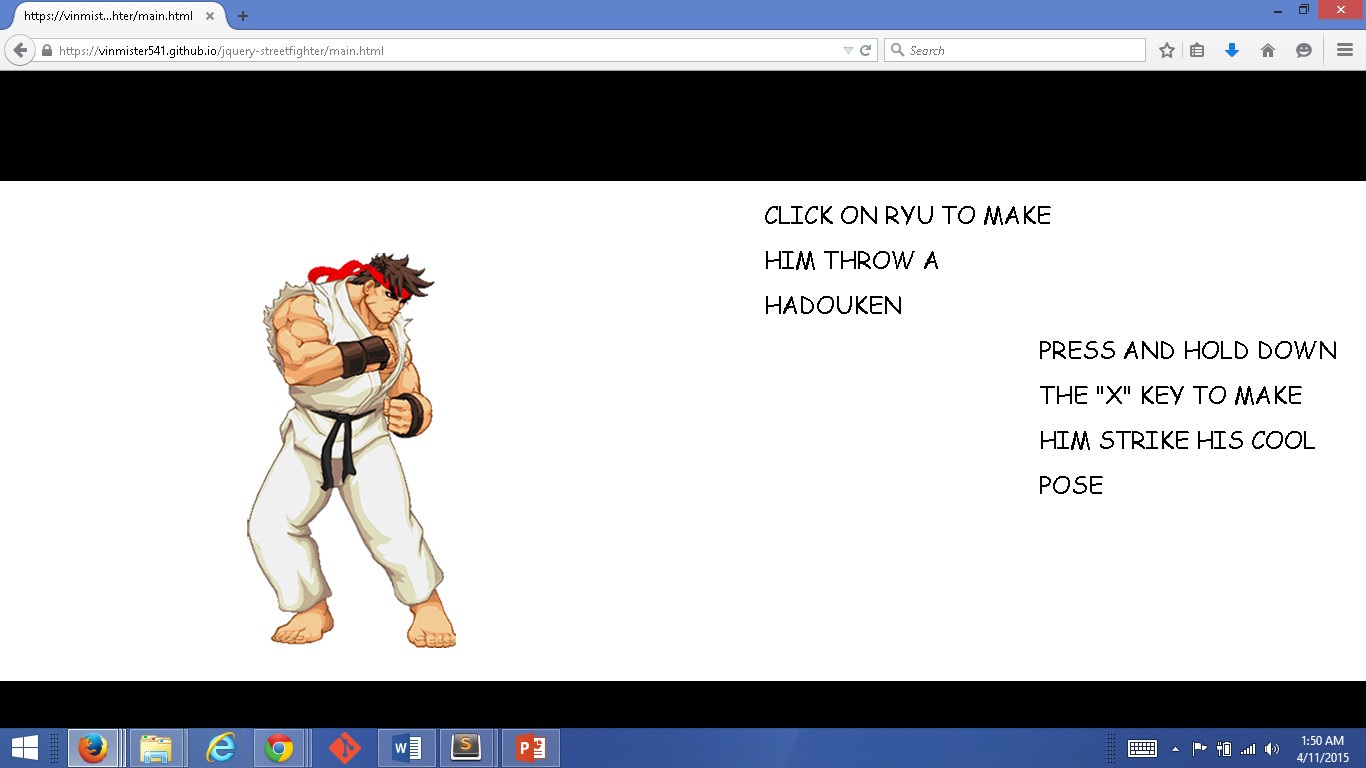 https://vinmist...hter/main.html
https://vinmister541.github.io/jquery-streetfighter/main.html
Search
CLICK ON RYU TO MAKE
HIM THROW A
HADOUKEN
PRESS AND HOLD DOWN
THE "X" KEY TO MAKE
HIM STRIKE HIS COOL
POSE
1:50 AM
4/11/2015